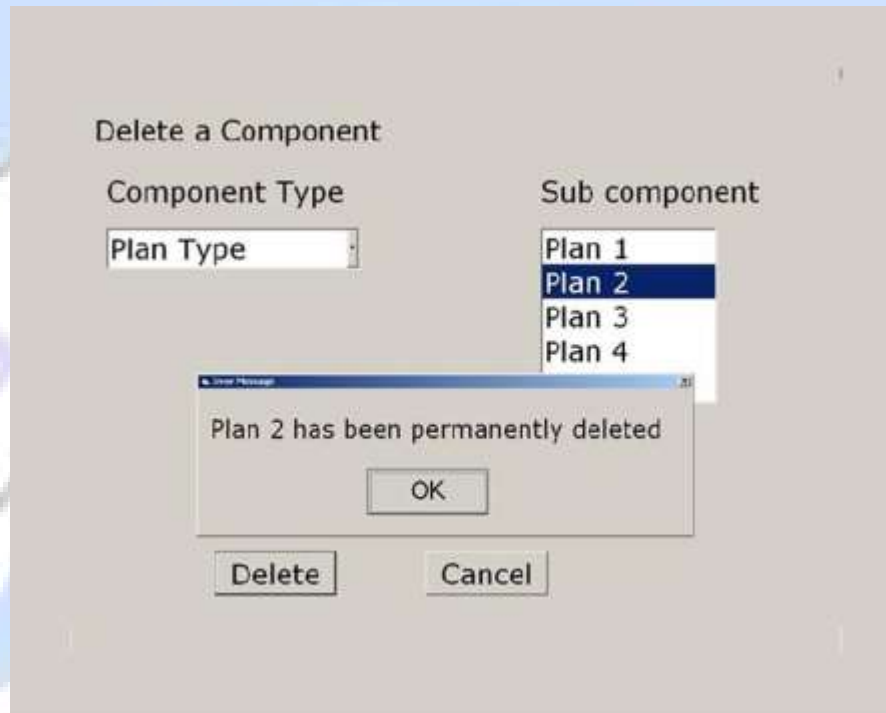 Delete a Component
Component Type
Sub component
Plan Type
Plan 1
Plan 2
Plan 3
Plan 4
Plan 2 has been permanently deleted
OK
Delete
Cancel